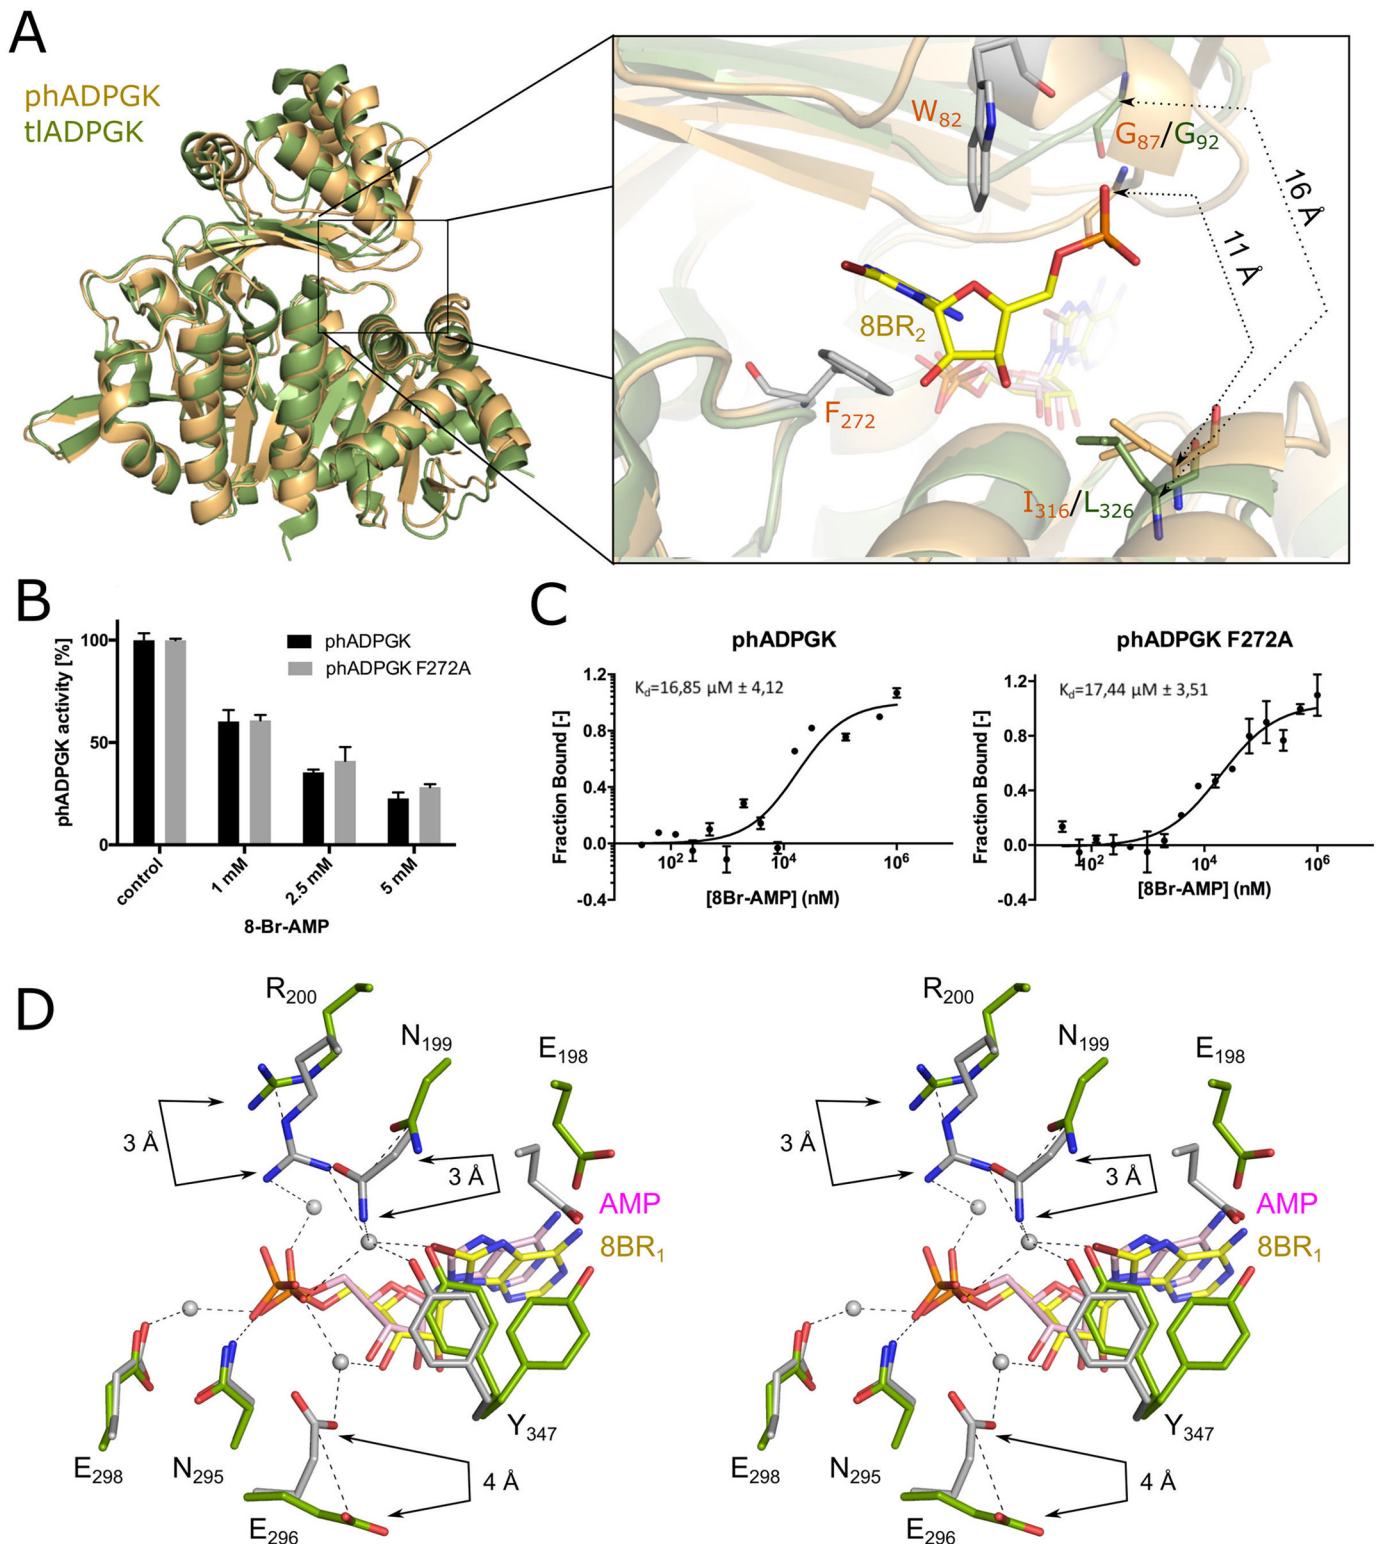 A
phADPGK
tlADPGK
W82
G87/G92
16 Å
11 Å
8BR2
F272
I316/L326
B
phADPGK activity [%]
100
50
0
phADPGK
phADPGK F272A
control
1 mM
2.5 mM
5 mM
8-Br-AMP
C
phADPGK
Kd=16,85 µM ± 4,12
Fraction Bound [-]
1.2
0.8
0.4
0.0
-0.4
10^2
10^4
10^6
[8Br-AMP] (nM)
phADPGK F272A
Kd=17,44 µM ± 3,51
Fraction Bound [-]
1.2
0.8
0.4
0.0
-0.4
10^2
10^4
10^6
[8Br-AMP] (nM)
D
R200
N199
E198
3 Å
3 Å
AMP
8BR1
Y347
E298
N295
4 Å
E296
R200
N199
E198
3 Å
3 Å
AMP
8BR1
Y347
E298
N295
4 Å
E296